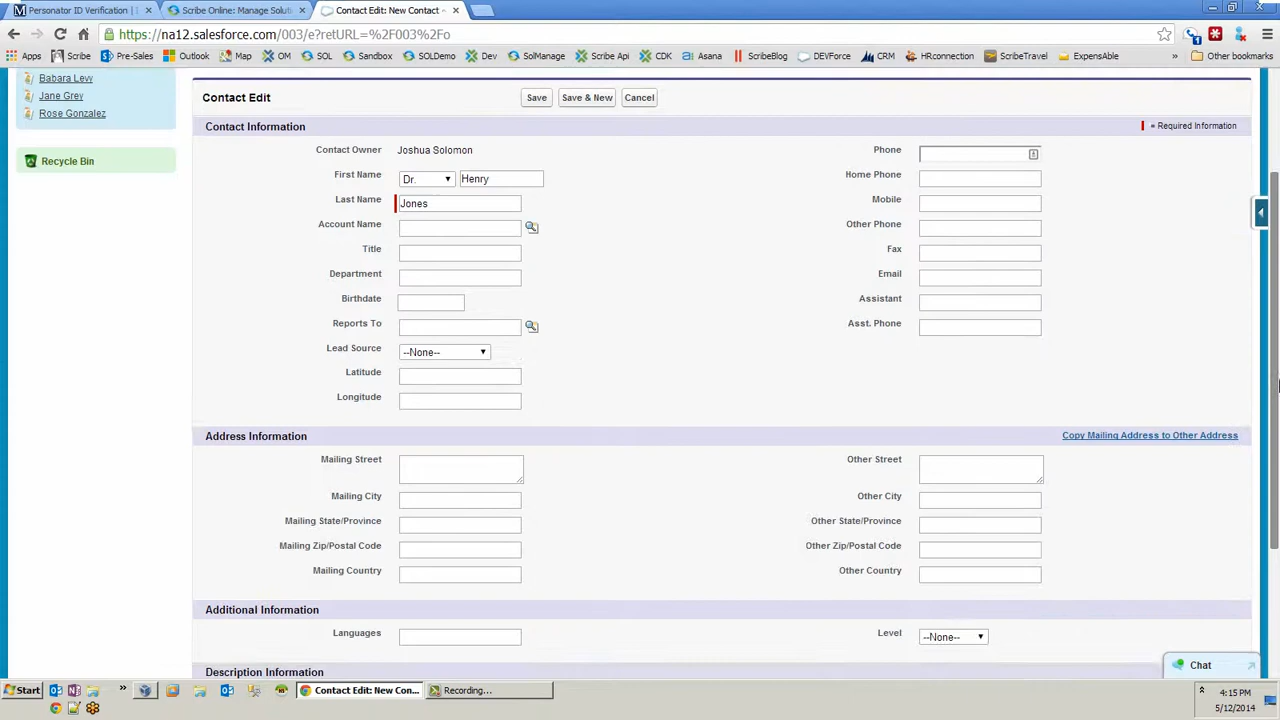 Personator ID Verification |
Scribe Online: Manage Soluti
Contact Edit: New Contact
https://na12.salesforce.com/003/e?retURL=%2F003%2Fo
Apps
Scribe
Pre-Sales
Outlook
Map
OM
SOL
Sandbox
SOLDemo
Dev
SolManage
Scribe Api
CDK
Asana
ScribeBlog
DEVForce
CRM
HRconnection
ScribeTravel
ExpensAble
»
Other bookmarks
Babara Levy
Jane Grey
Rose Gonzalez
Recycle Bin
Contact Edit
Save
Save & New
Cancel
Contact Information
= Required Information
Contact Owner
Joshua Solomon
Phone
First Name
Dr.
Henry
Home Phone
Last Name
Jones
Mobile
Account Name
Other Phone
Title
Fax
Department
Email
Birthdate
Assistant
Reports To
Asst. Phone
Lead Source
--None--
Latitude
Longitude
Address Information
Copy Mailing Address to Other Address
Mailing Street
Other Street
Mailing City
Other City
Mailing State/Province
Other State/Province
Mailing Zip/Postal Code
Other Zip/Postal Code
Mailing Country
Other Country
Additional Information
Languages
Level
--None--
Description Information
Chat
Start
»
Contact Edit: New Con...
Recording...
4:15 PM
5/12/2014